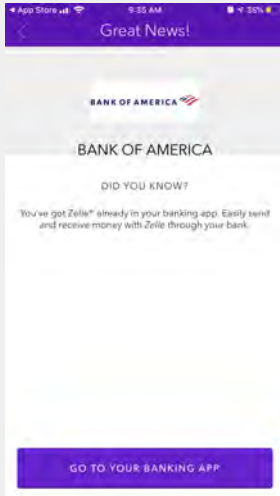 App Store 9:35 AM 35%
Great News!
BANK OF AMERICA
BANK OF AMERICA
DID YOU KNOW?
You've got Zelle® already in your banking app. Easily send
and receive money with Zelle through your bank.
GO TO YOUR BANKING APP